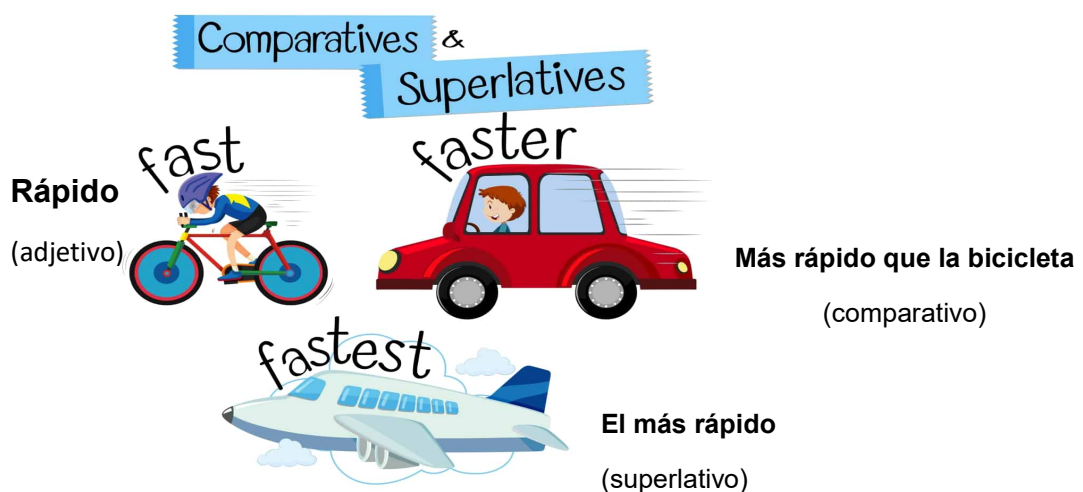 Comparatives &
Superlatives
fast
faster
Rápido
(adjetivo)
Más rápido que la bicicleta
(comparativo)
fastest
El más rápido
(superlativo)